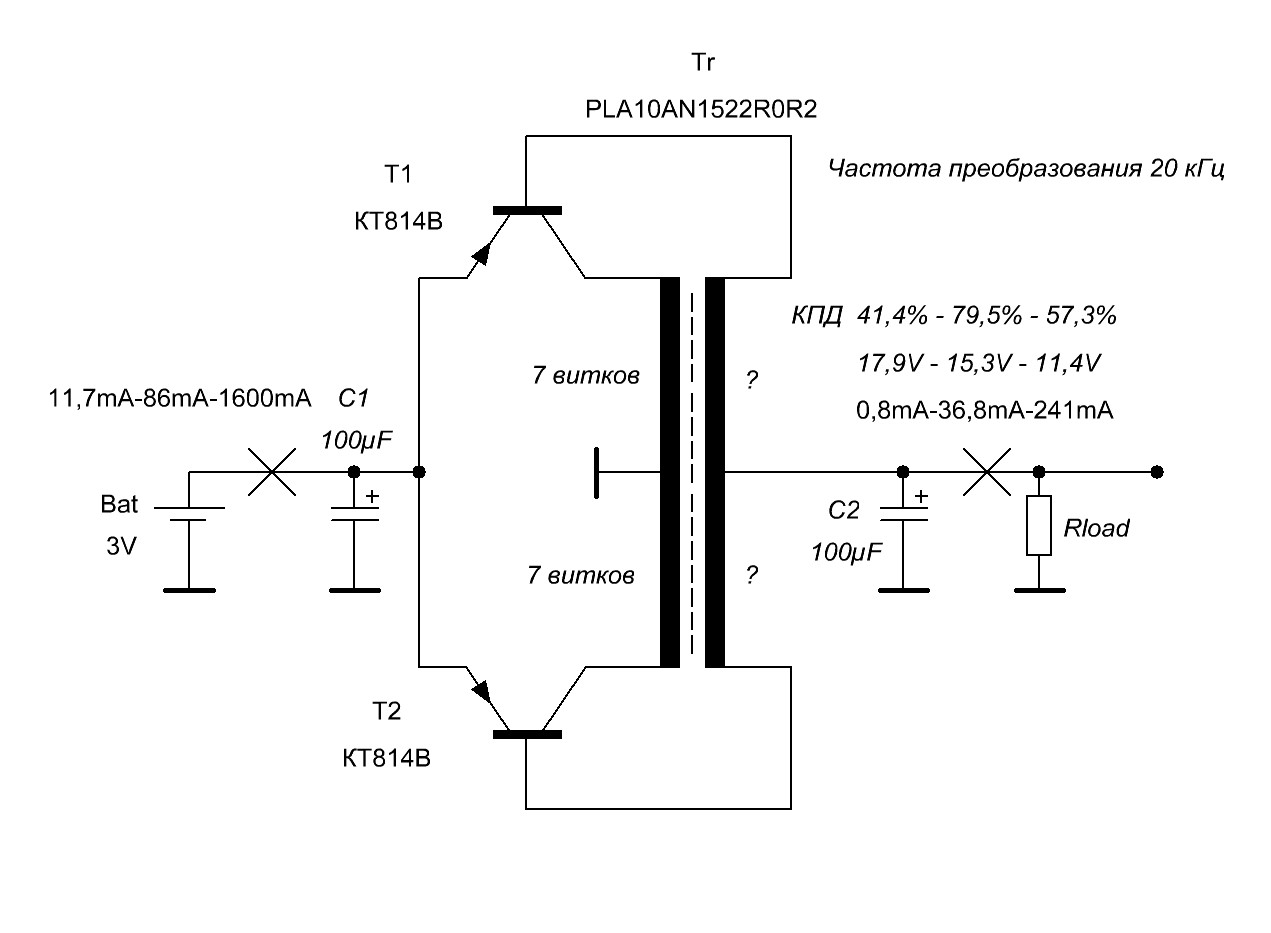 Tr
PLA10AN1522R0R2
Частота преобразования 20 кГц
T1
КТ814В
КПД 41,4% - 79,5% - 57,3%
17,9V - 15,3V - 11,4V
0,8mA-36,8mA-241mA
7 витков
?
11,7mA-86mA-1600mA
C1
100µF
+
Bat
3V
C2
100µF
+
Rload
7 витков
?
T2
КТ814В